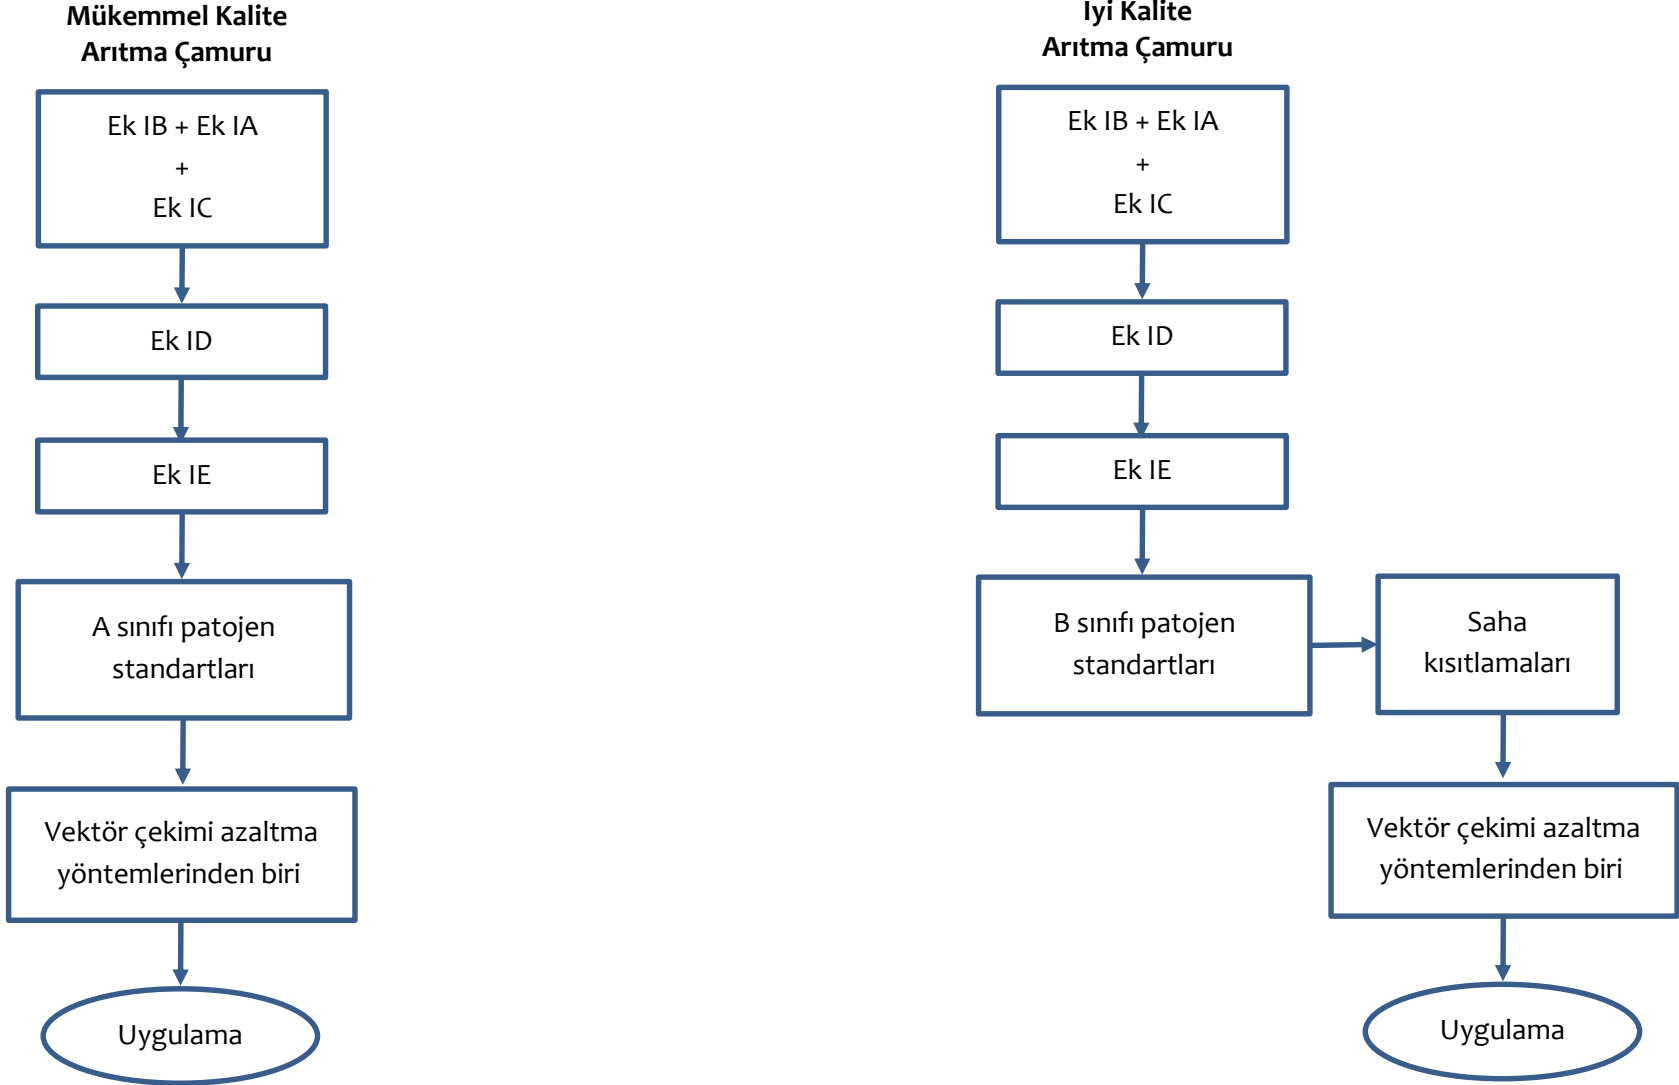 Mükemmel Kalite
Arıtma Çamuru
Ek IB + Ek IA
+
Ek IC
Ek ID
Ek IE
A sınıfı patojen
standartları
Vektör çekimi azaltma
yöntemlerinden biri
Uygulama
İyi Kalite
Arıtma Çamuru
Ek IB + Ek IA
+
Ek IC
Ek ID
Ek IE
B sınıfı patojen
standartları
Saha
kısıtlamaları
Vektör çekimi azaltma
yöntemlerinden biri
Uygulama